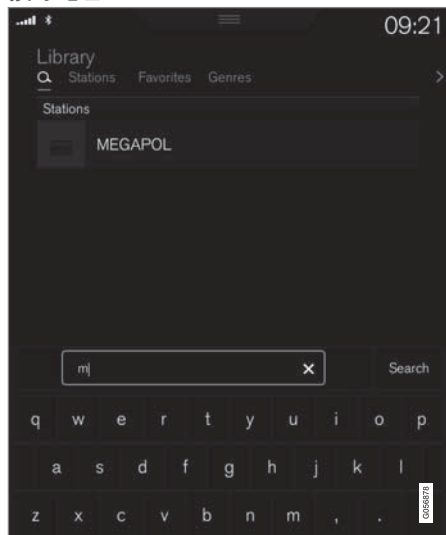 09:21
Library
Stations Favorites Genres >
Stations
MEGAPOL
m
× Search
q w e r t y u i o p
a s d f g h j k l
z x c v b n m , .
G056878